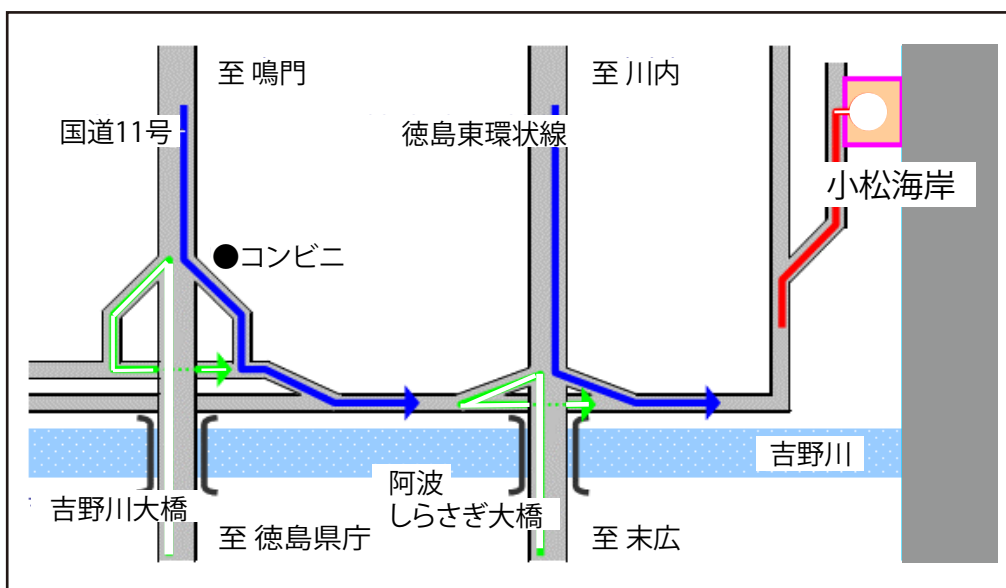 至 鳴門
至 川内
国道11号
徳島東環状線
小松海岸
●コンビニ
吉野川
阿波
しらさぎ大橋
吉野川大橋
至 徳島県庁
至 末広